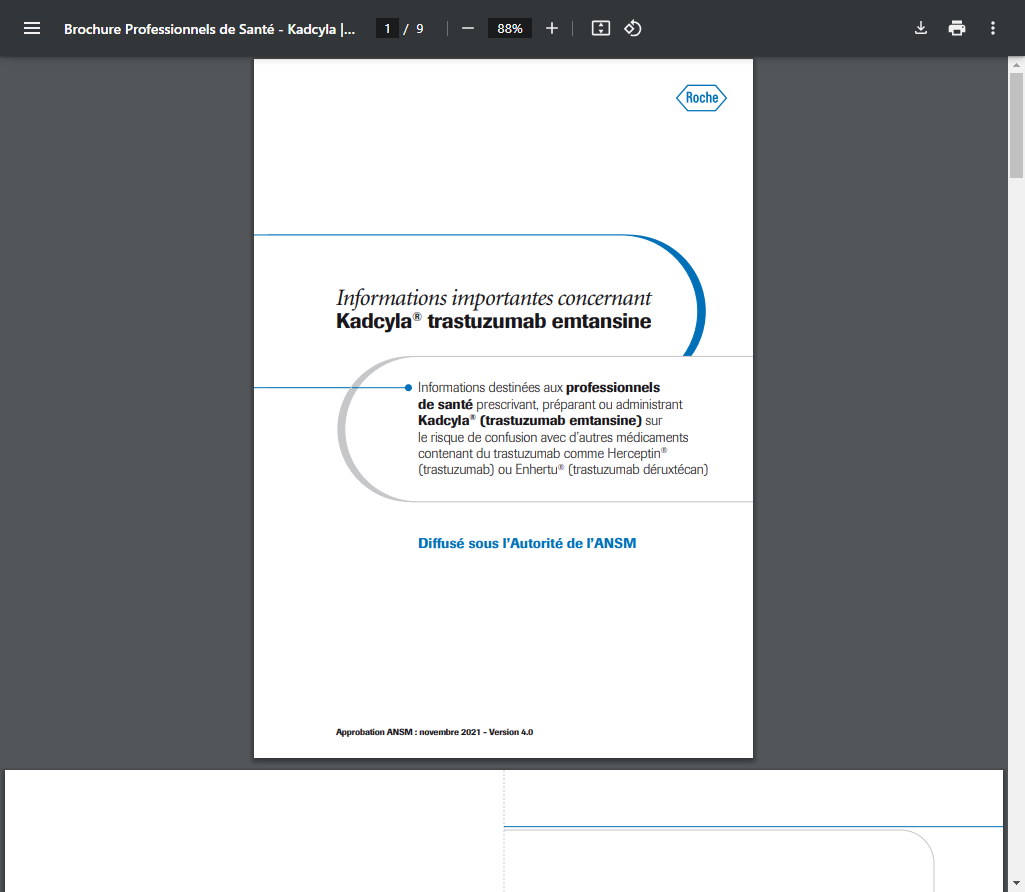 Brochure Professionnels de Santé - Kadcyla |...
1 / 9
88%
Roche
Informations importantes concernant
Kadcyla® trastuzumab emtansine
Informations destinées aux professionnels
de santé prescrivant, préparant ou administrant
Kadcyla® (trastuzumab emtansine) sur
le risque de confusion avec d'autres médicaments
contenant du trastuzumab comme Herceptin®
(trastuzumab) ou Enhertu® (trastuzumab déruxtécan)
Diffusé sous l'Autorité de l'ANSM
Approbation ANSM : novembre 2021 - Version 4.0